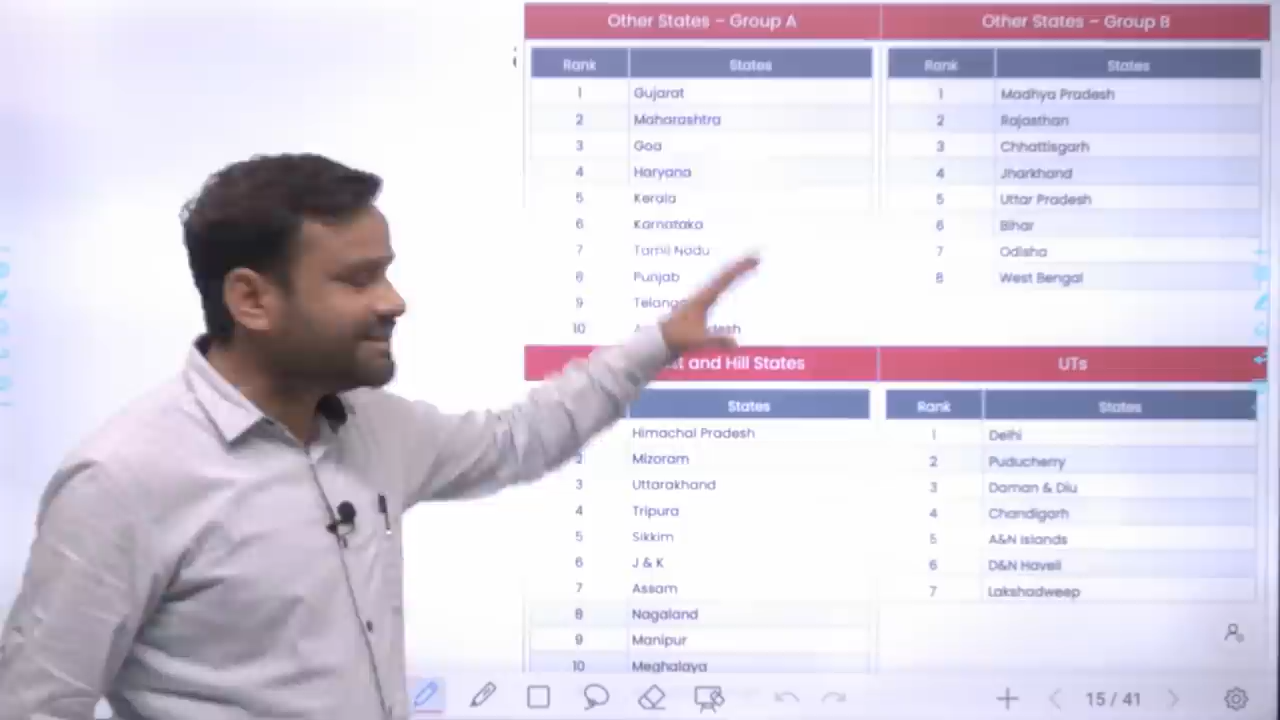 Other States – Group A
Rank States
1 Gujarat
2 Maharashtra
3 Goa
4 Haryana
5 Kerala
6 Karnataka
7 Tamil Nadu
8 Punjab
9
10
Other States – Group B
Rank States
1 Madhya Pradesh
2 Rajasthan
3 Chhattisgarh
4 Jharkhand
5 Uttar Pradesh
6 Bihar
7 Odisha
8 West Bengal
and Hill States
States
Himachal Pradesh
2 Mizoram
3 Uttarakhand
4 Tripura
5 Sikkim
6 J & K
7 Assam
8 Nagaland
9 Manipur
10 Meghalaya
UTs
Rank States
1 Delhi
2 Puducherry
3 Daman & Diu
4 Chandigarh
5 A&N islands
6 D&N Haveli
7 Lakshadweep
15 / 41